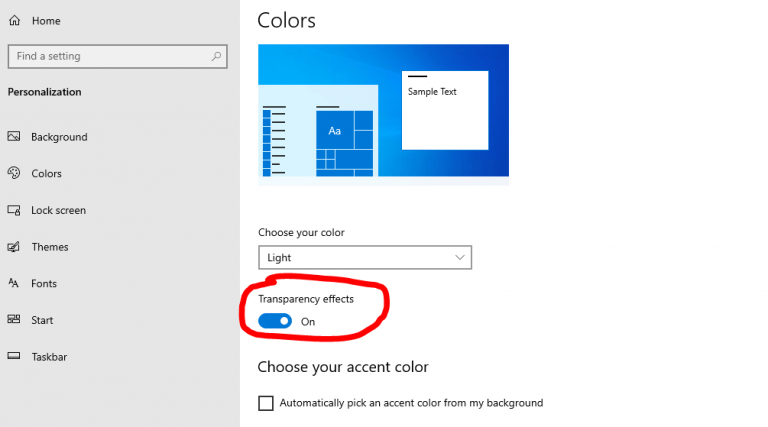 Home
Find a setting
Personalization
Background
Colors
Lock screen
Themes
Fonts
Start
Taskbar
Colors
Sample Text
Aa
Choose your color
Light
Transparency effects
On
Choose your accent color
Automatically pick an accent color from my background